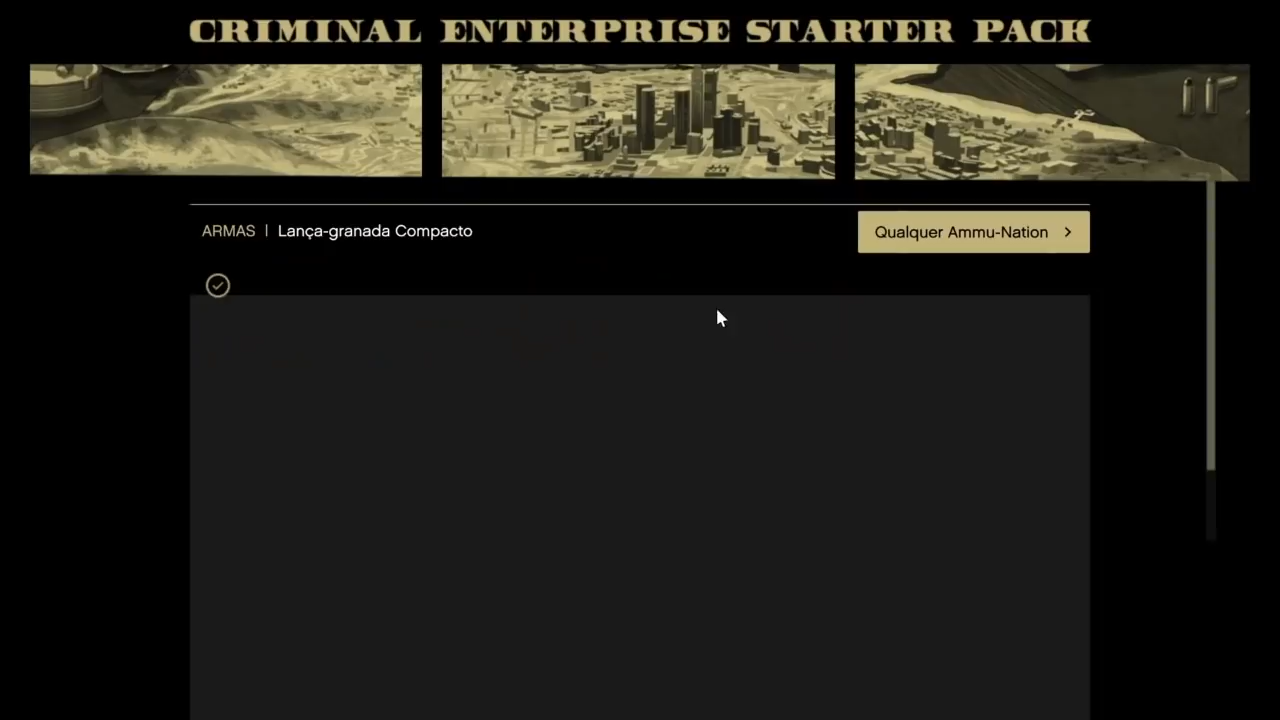 CRIMINAL ENTERPRISE STARTER PACK
ARMAS | Lança-granada Compacto
Qualquer Ammu-Nation